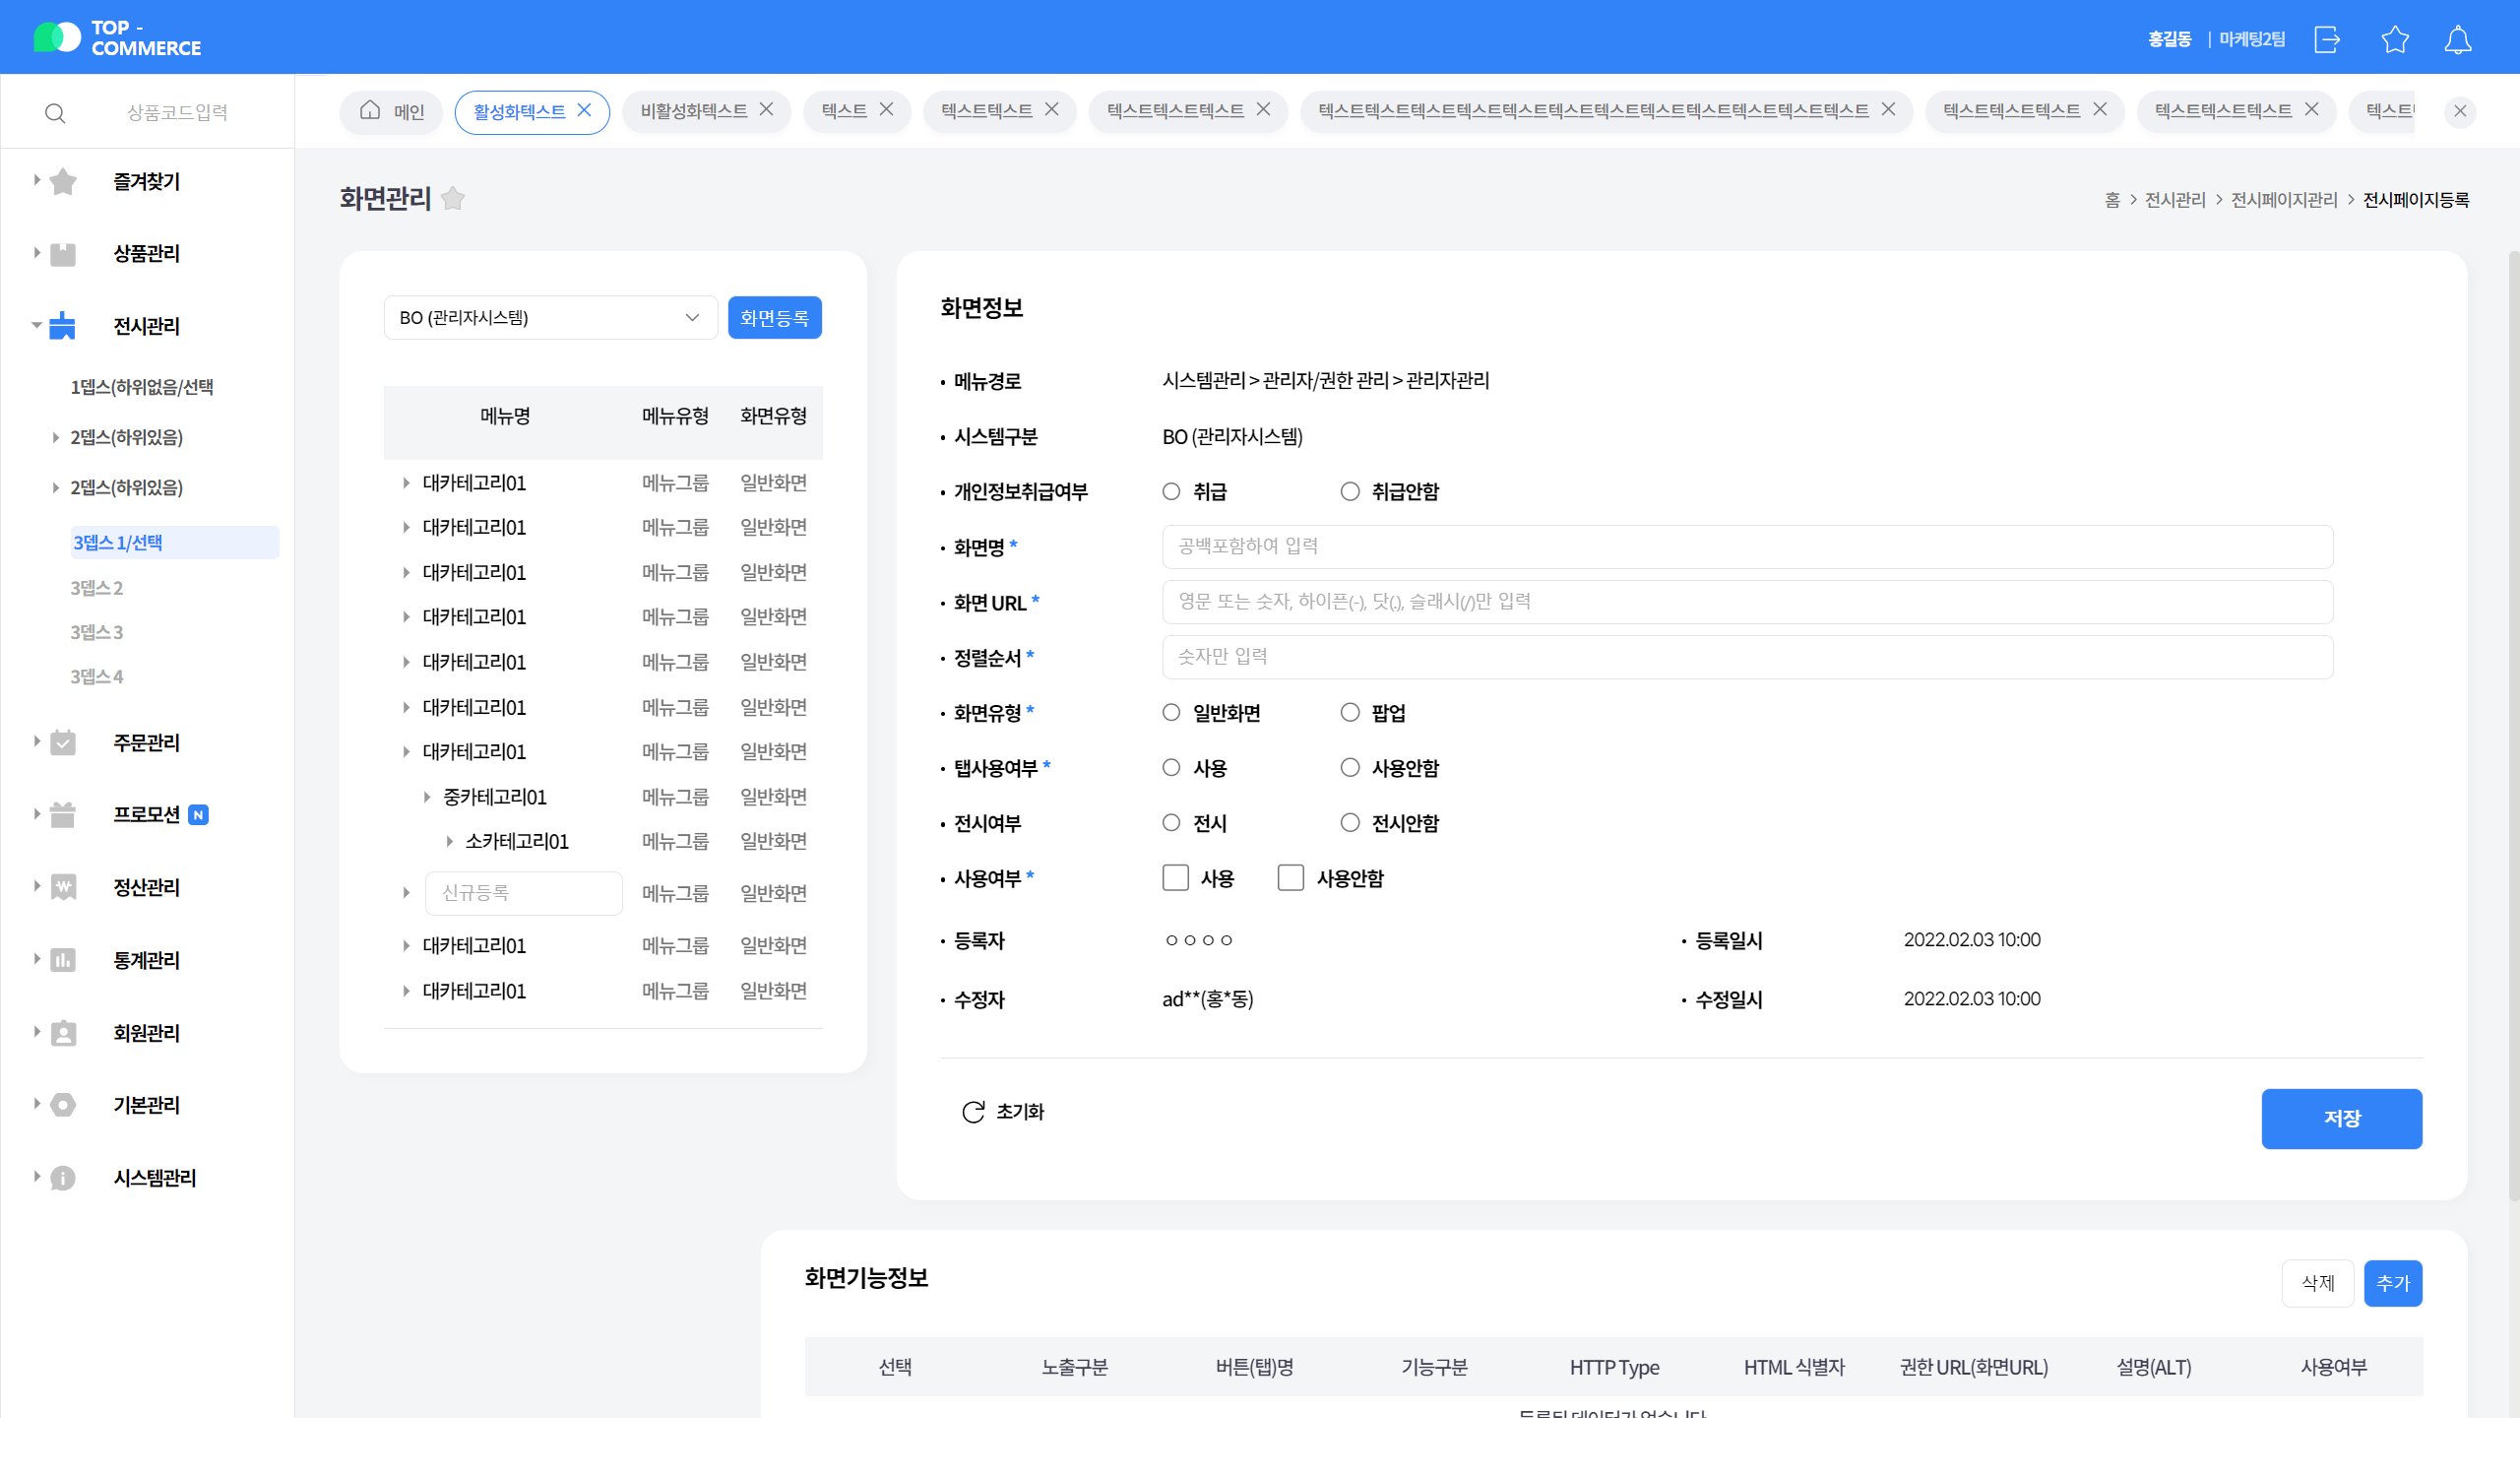 TOP -
COMMERCE
홍길동 | 마케팅2팀
상품코드입력
메인
활성화텍스트
비활성화텍스트
텍스트
텍스트텍스트
텍스트텍스트텍스트
텍스트텍스트텍스트텍스트텍스트텍스트텍스트텍스트텍스트텍스트텍스트텍스트
텍스트텍스트텍스트
텍스트텍스트텍스트
텍스트
즐겨찾기
상품관리
전시관리
1뎁스(하위없음/선택
2뎁스(하위있음)
2뎁스(하위있음)
3뎁스 1/선택
3뎁스 2
3뎁스 3
3뎁스 4
주문관리
프로모션 N
정산관리
통계관리
회원관리
기본관리
시스템관리
화면관리
홈 > 전시관리 > 전시페이지관리 > 전시페이지등록
BO (관리자시스템)
화면등록
메뉴명 메뉴유형 화면유형
대카테고리01 메뉴그룹 일반화면
대카테고리01 메뉴그룹 일반화면
대카테고리01 메뉴그룹 일반화면
대카테고리01 메뉴그룹 일반화면
대카테고리01 메뉴그룹 일반화면
대카테고리01 메뉴그룹 일반화면
대카테고리01 메뉴그룹 일반화면
중카테고리01 메뉴그룹 일반화면
소카테고리01 메뉴그룹 일반화면
신규등록 메뉴그룹 일반화면
대카테고리01 메뉴그룹 일반화면
대카테고리01 메뉴그룹 일반화면
화면정보
• 메뉴경로 시스템관리 > 관리자/권한 관리 > 관리자관리
• 시스템구분 BO (관리자시스템)
• 개인정보취급여부 취급 취급안함
• 화면명 * 공백포함하여 입력
• 화면 URL * 영문 또는 숫자, 하이픈(-), 닷(.), 슬래시(/)만 입력
• 정렬순서 * 숫자만 입력
• 화면유형 * 일반화면 팝업
• 탭사용여부 * 사용 사용안함
• 전시여부 전시 전시안함
• 사용여부 * 사용 사용안함
• 등록자 ㅇㅇㅇㅇ • 등록일시 2022.02.03 10:00
• 수정자 ad**(홍*동) • 수정일시 2022.02.03 10:00
초기화
저장
화면기능정보
삭제
추가
선택 노출구분 버튼(탭)명 기능구분 HTTP Type HTML 식별자 권한 URL(화면URL) 설명(ALT) 사용여부
등록된 데이터가 없습니다